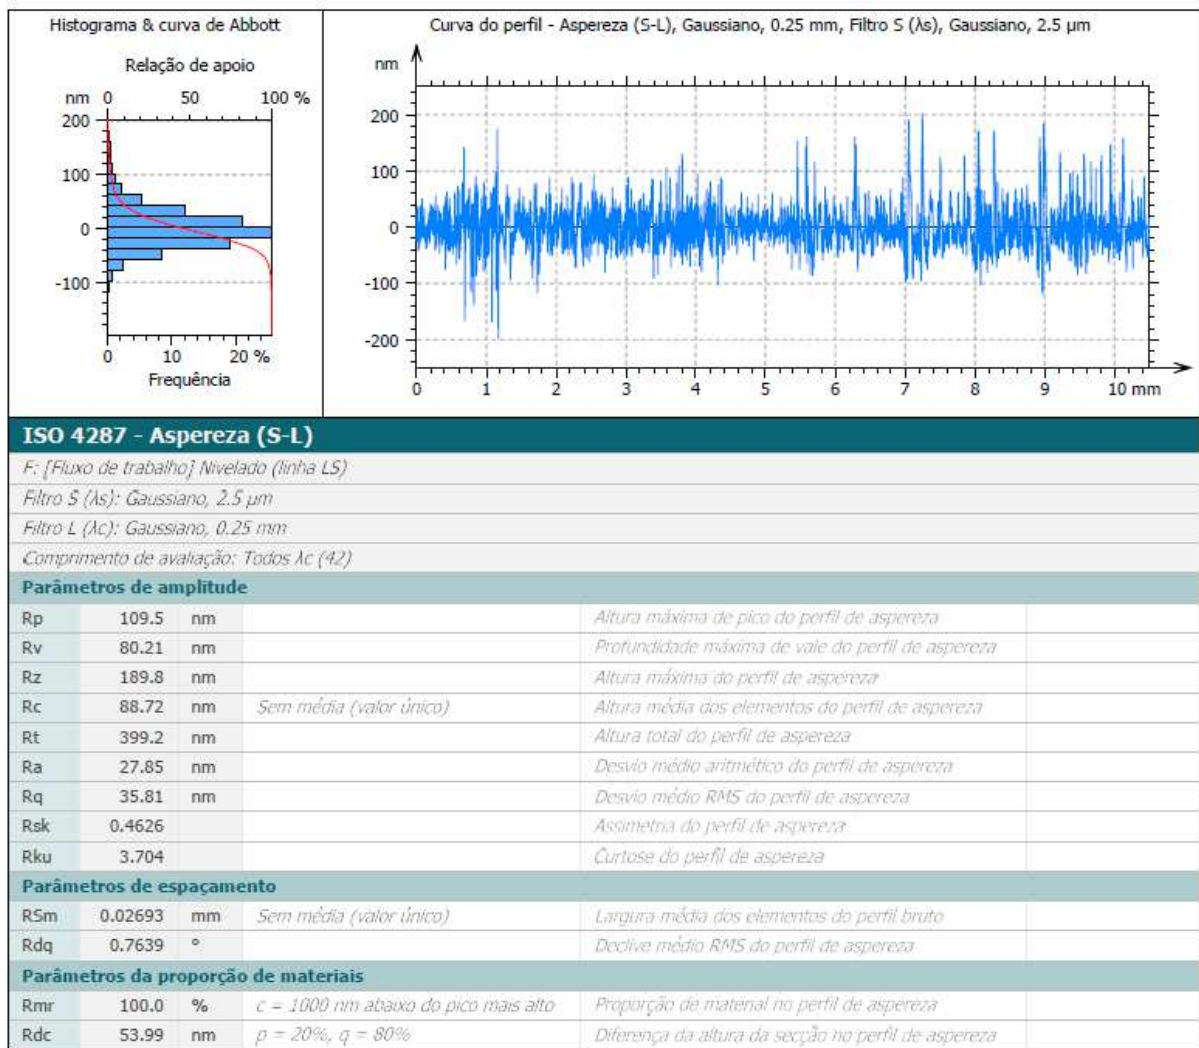 Histograma & curva de Abbott
Relação de apoio
nm 0 50 100 %
200
100
0
-100
0 10 20 %
Frequência
Curva do perfil - Aspereza (S-L), Gaussiano, 0.25 mm, Filtro S (λs), Gaussiano, 2.5 µm
nm
200
100
0
-100
-200
0 1 2 3 4 5 6 7 8 9 10 mm
ISO 4287 - Aspereza (S-L)
F: [Fluxo de trabalho] Nivelado (linha LS)
Filtro S (λs): Gaussiano, 2.5 µm
Filtro L (λc): Gaussiano, 0.25 mm
Comprimento de avaliação: Todos λc (42)
Parâmetros de amplitude
Rp 109.5 nm Altura máxima de pico do perfil de aspereza
Rv 80.21 nm Profundidade máxima de vale do perfil de aspereza
Rz 189.8 nm Altura máxima do perfil de aspereza
Rc 88.72 nm Sem média (valor único) Altura média dos elementos do perfil de aspereza
Rt 399.2 nm Altura total do perfil de aspereza
Ra 27.85 nm Desvio médio aritmético do perfil de aspereza
Rq 35.81 nm Desvio médio RMS do perfil de aspereza
Rsk 0.4626 Assimetria do perfil de aspereza
Rku 3.704 Curtose do perfil de aspereza
Parâmetros de espaçamento
RSm 0.02693 mm Sem média (valor único) Largura média dos elementos do perfil bruto
Rdq 0.7639 ° Declive médio RMS do perfil de aspereza
Parâmetros da proporção de materiais
Rmr 100.0 % c = 1000 nm abaixo do pico mais alto Proporção de material no perfil de aspereza
Rdc 53.99 nm p = 20%, q = 80% Diferença da altura da secção no perfil de aspereza